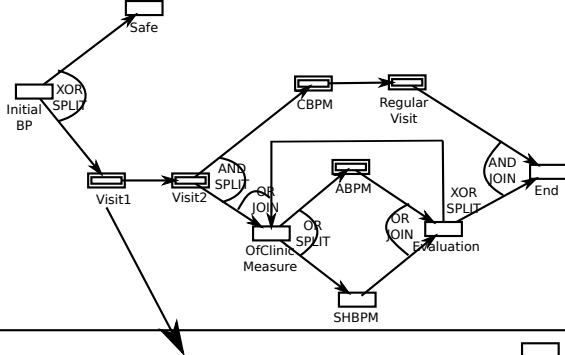 Safe
XOR
SPLIT
Initial
BP
CBPM
Regular
Visit
AND
SPLIT
AND
JOIN
OR
JOIN
ABPM
XOR
SPLIT
End
Visit1
Visit2
OR
SPLIT
OR
JOIN
OfClinic
Measure
Evaluation
SHBPM